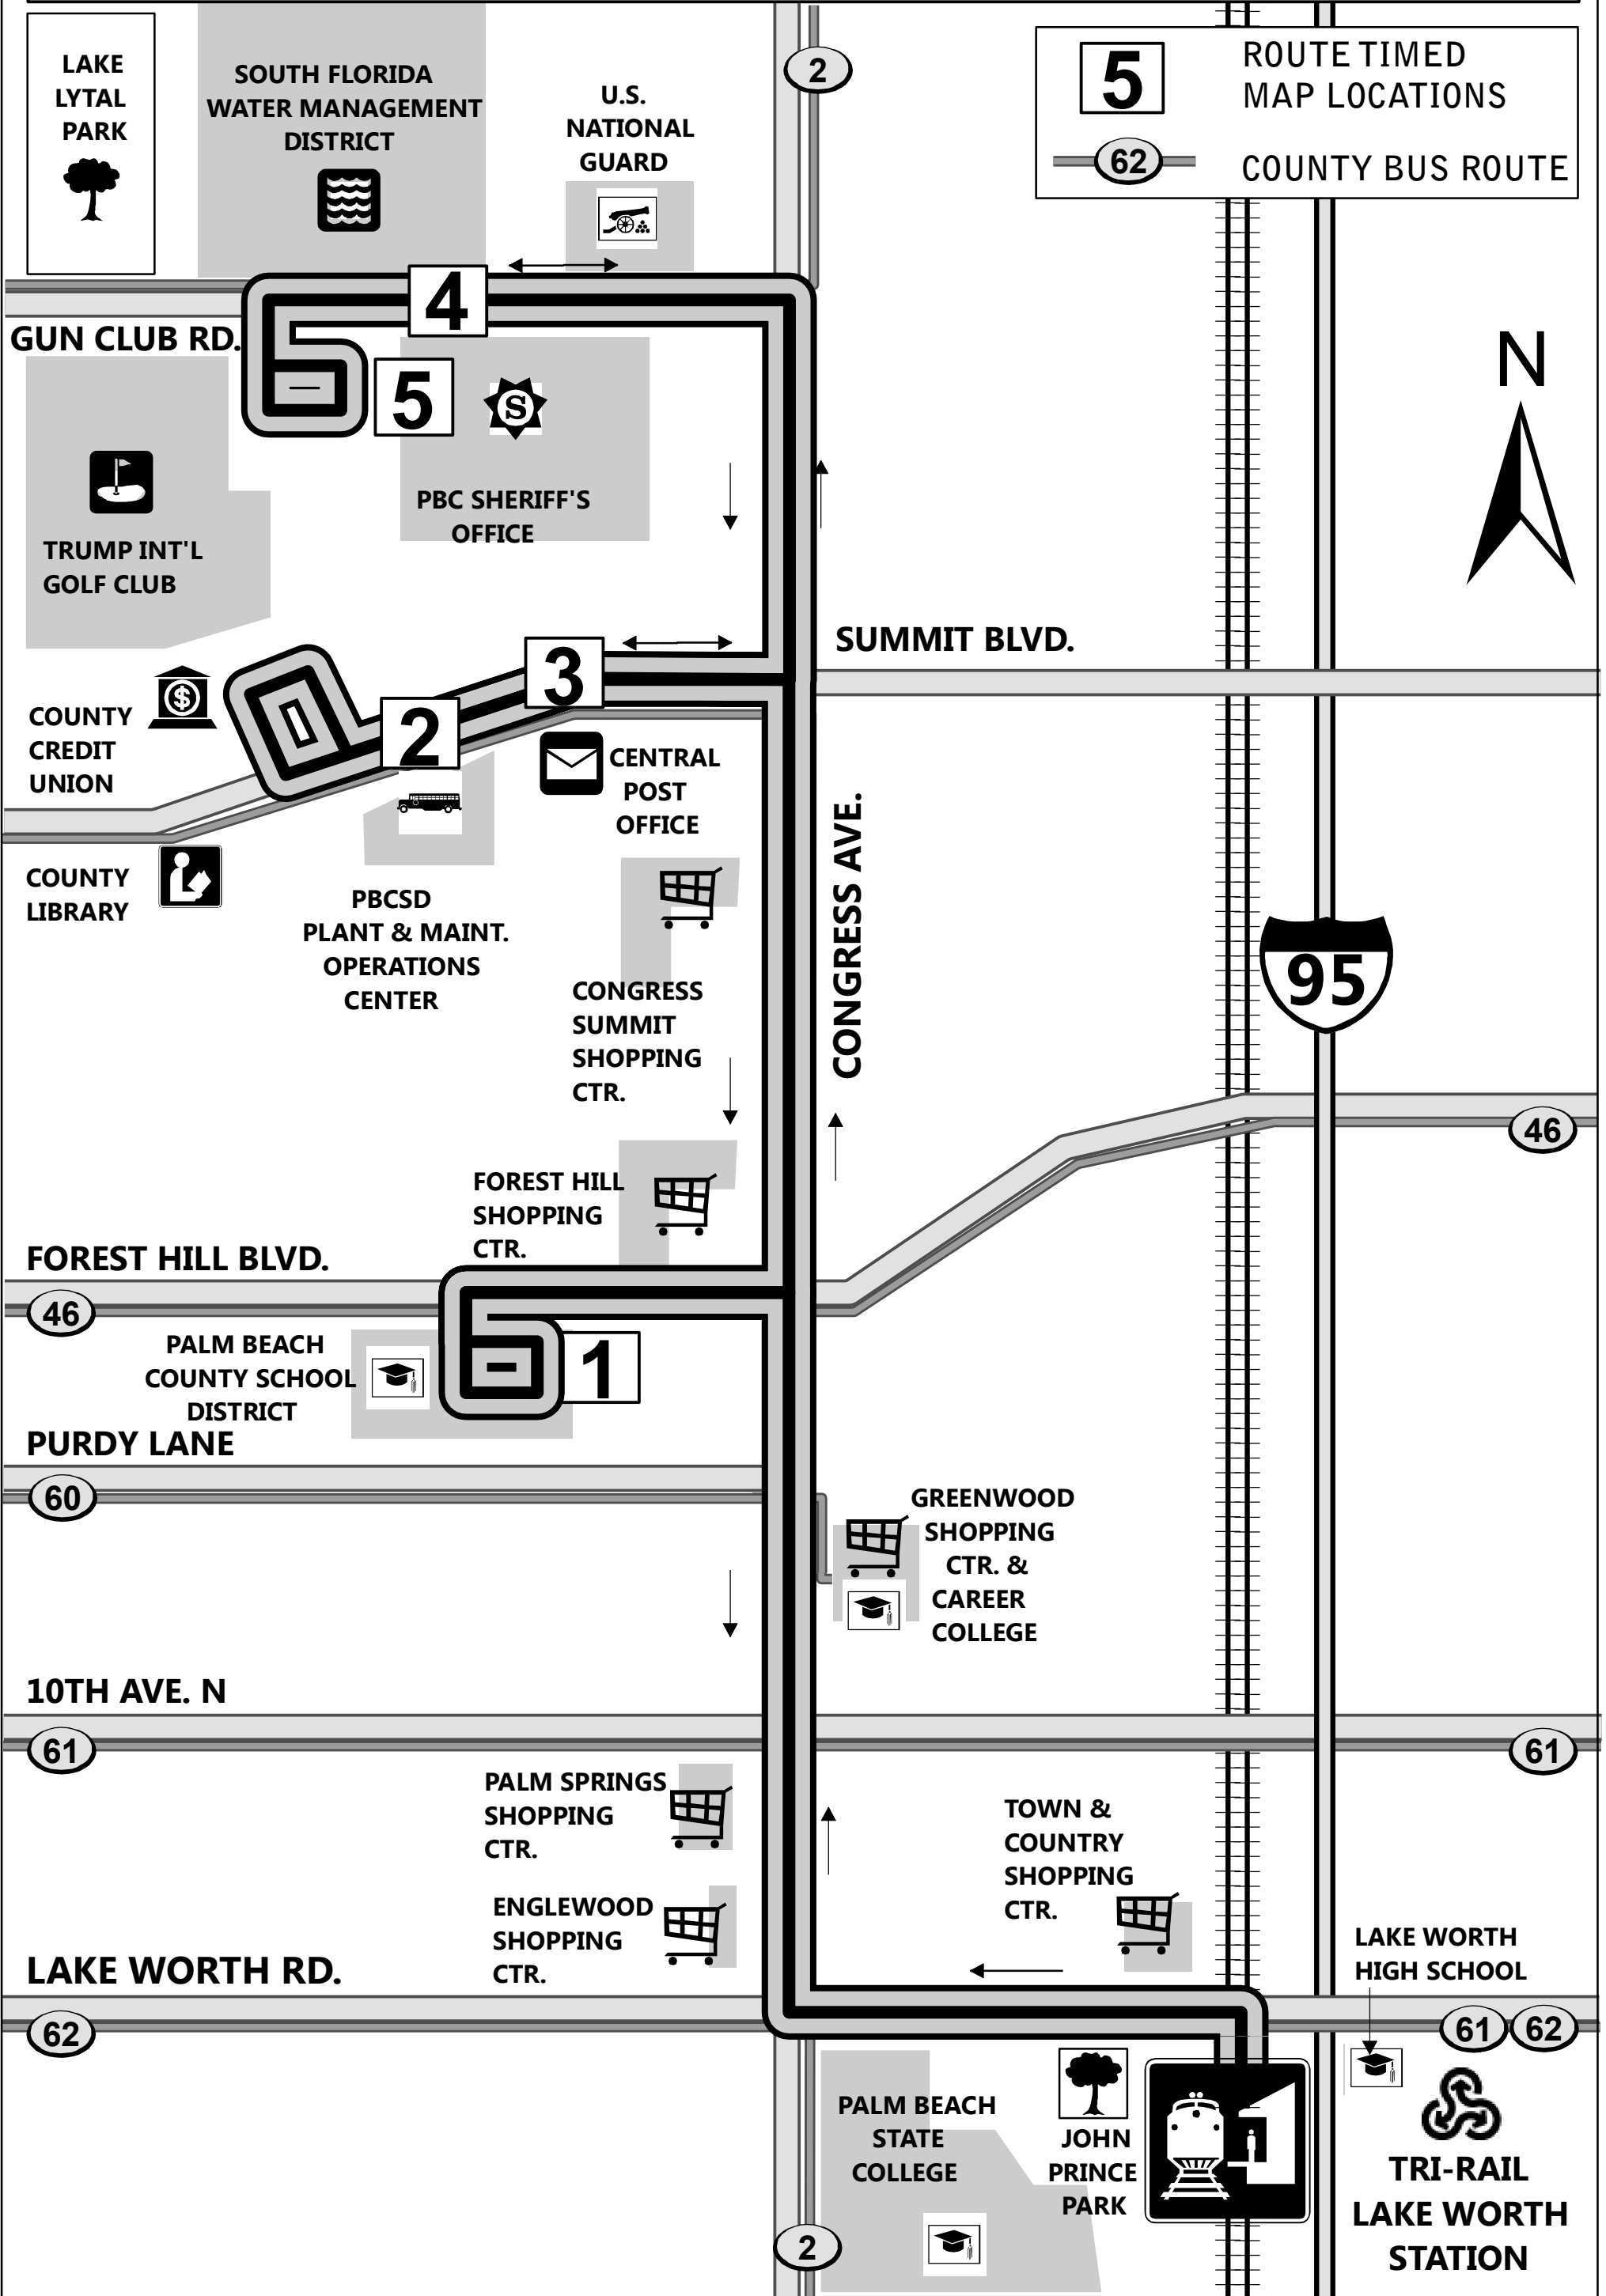 LAKE
LYTAL
PARK
SOUTH FLORIDA
WATER MANAGEMENT
DISTRICT
U.S.
NATIONAL
GUARD
2
5
ROUTE TIMED
MAP LOCATIONS
62
COUNTY BUS ROUTE
4
GUN CLUB RD.
5
S
PBC SHERIFF'S
OFFICE
N
TRUMP INT'L
GOLF CLUB
SUMMIT BLVD.
3
2
$
COUNTY
CREDIT
UNION
CENTRAL
POST
OFFICE
COUNTY
LIBRARY
PBCSD
PLANT & MAINT.
OPERATIONS
CENTER
CONGRESS AVE.
CONGRESS
SUMMIT
SHOPPING
CTR.
95
46
FOREST HILL
SHOPPING
CTR.
FOREST HILL BLVD.
46
PALM BEACH
COUNTY SCHOOL
DISTRICT
1
PURDY LANE
60
GREENWOOD
SHOPPING
CTR. &
CAREER
COLLEGE
10TH AVE. N
61
61
PALM SPRINGS
SHOPPING
CTR.
TOWN &
COUNTRY
SHOPPING
CTR.
ENGLEWOOD
SHOPPING
CTR.
LAKE WORTH
HIGH SCHOOL
LAKE WORTH RD.
62
61
62
PALM BEACH
STATE
COLLEGE
JOHN
PRINCE
PARK
TRI-RAIL
LAKE WORTH
STATION
2